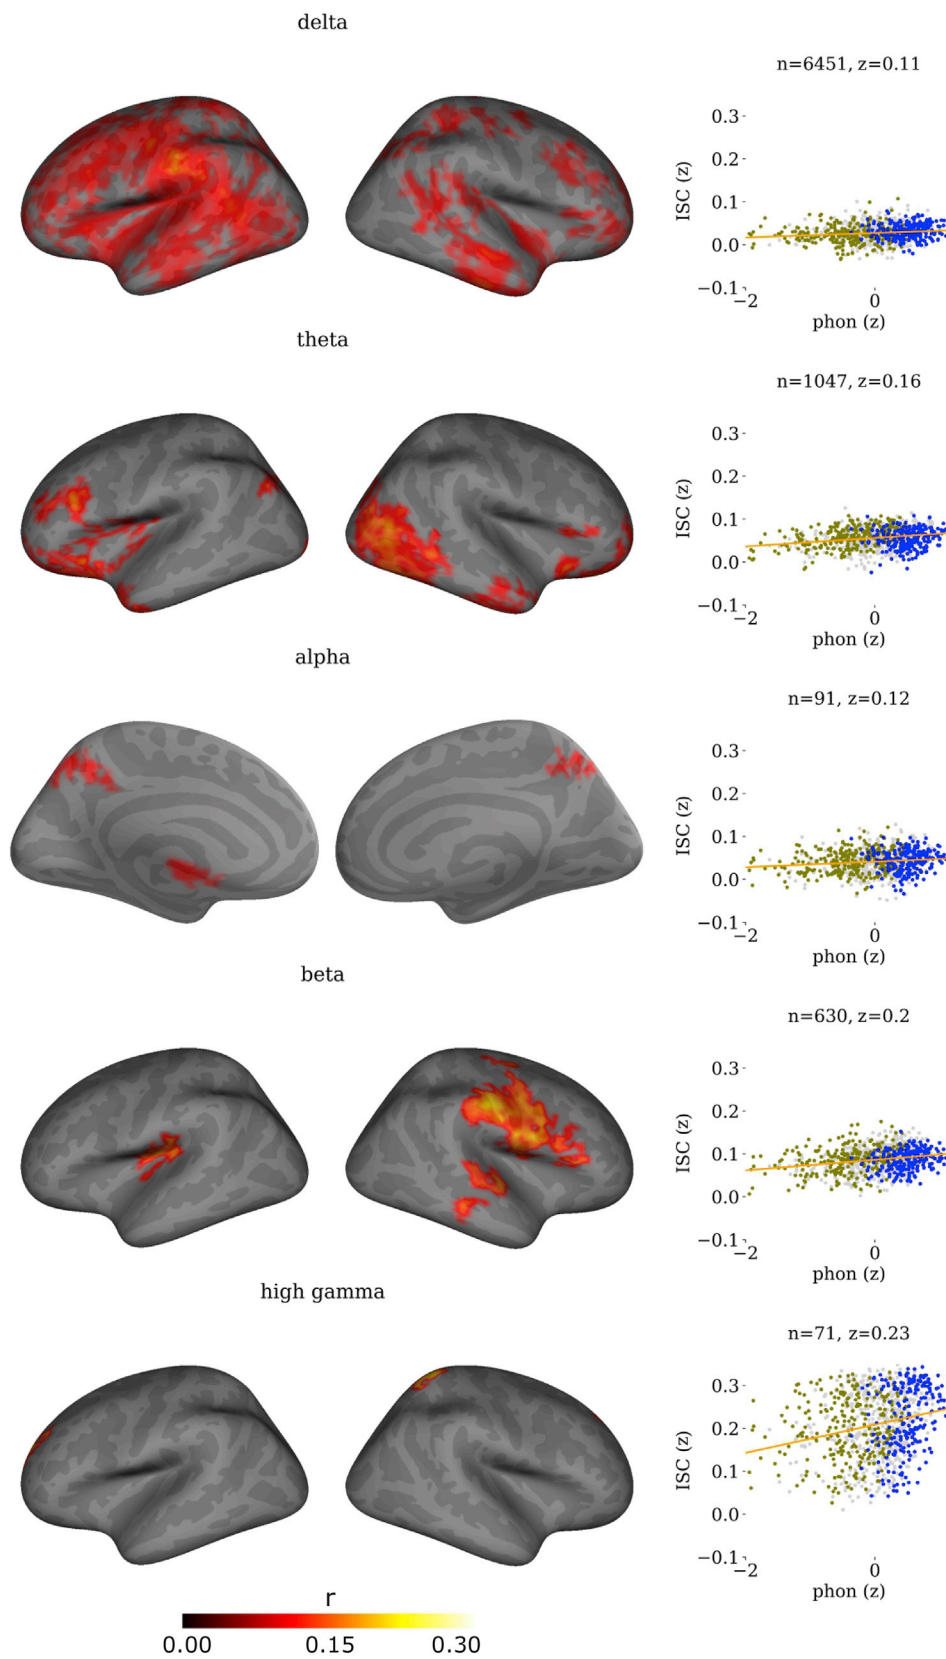 delta
n=6451, z=0.11
0.3
0.2
0.1
0.0
−0.1
ISC (z)
−2 0
phon (z)
theta
n=1047, z=0.16
0.3
0.2
0.1
0.0
−0.1
ISC (z)
−2 0
phon (z)
alpha
n=91, z=0.12
0.3
0.2
0.1
0.0
−0.1
ISC (z)
−2 0
phon (z)
beta
n=630, z=0.2
0.3
0.2
0.1
0.0
−0.1
ISC (z)
−2 0
phon (z)
high gamma
n=71, z=0.23
0.3
0.2
0.1
0.0
−0.1
ISC (z)
−2 0
phon (z)
r
0.00 0.15 0.30